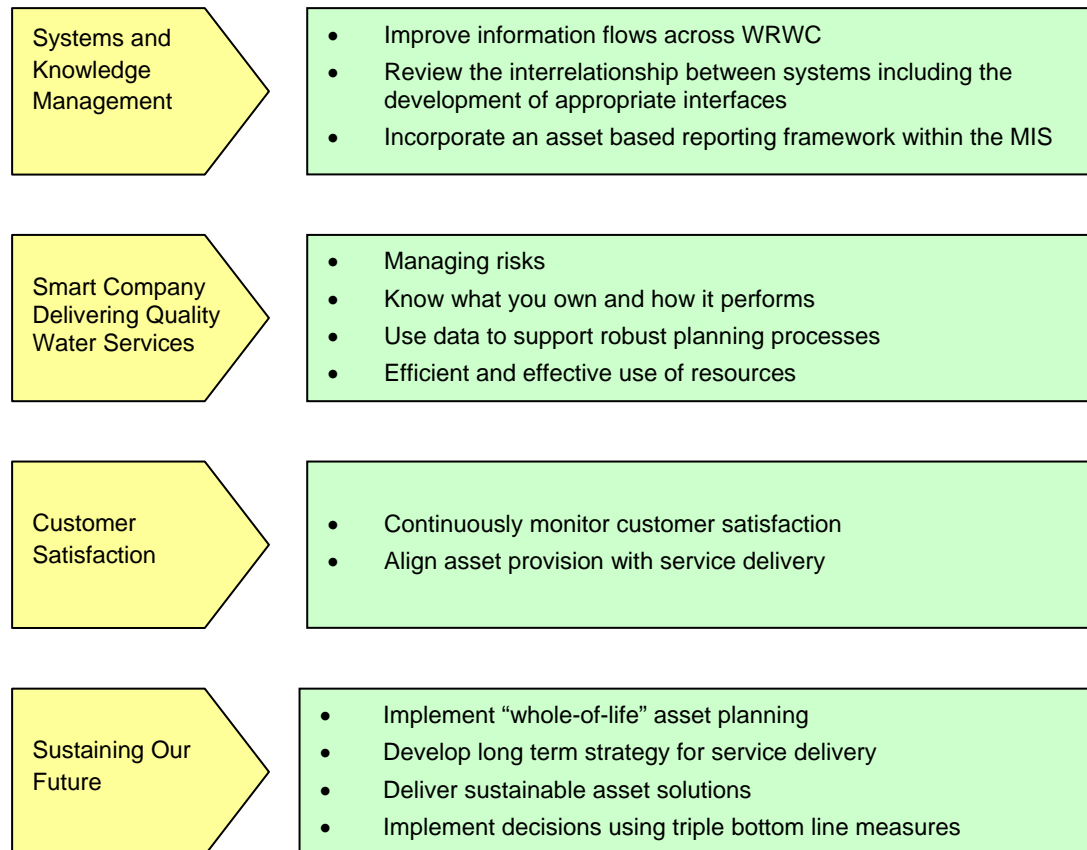 Systems and
Knowledge
Management
• Improve information flows across WRWC
• Review the interrelationship between systems including the
development of appropriate interfaces
• Incorporate an asset based reporting framework within the MIS
Smart Company
Delivering Quality
Water Services
• Managing risks
• Know what you own and how it performs
• Use data to support robust planning processes
• Efficient and effective use of resources
Customer
Satisfaction
• Continuously monitor customer satisfaction
• Align asset provision with service delivery
Sustaining Our
Future
• Implement “whole-of-life” asset planning
• Develop long term strategy for service delivery
• Deliver sustainable asset solutions
• Implement decisions using triple bottom line measures